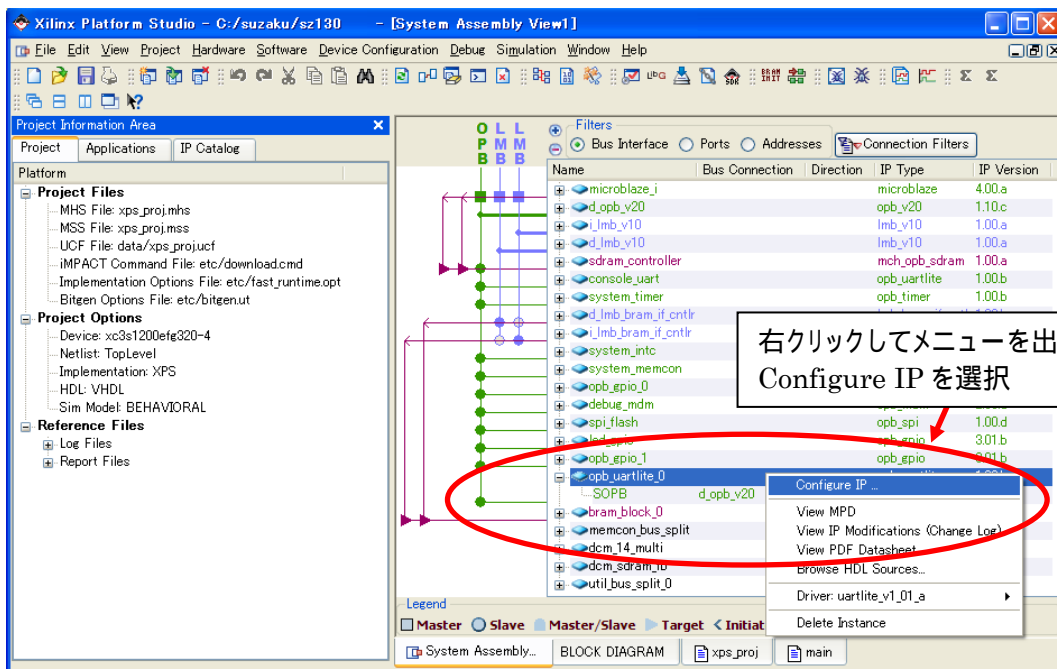 Xilinx Platform Studio - C:/suzaku/sz130 - [System Assembly View1]
File Edit View Project Hardware Software Device Configuration Debug Simulation Window Help
Project Information Area
Project Applications IP Catalog
Platform
Project Files
MHS File: xps_proj.mhs
MSS File: xps_proj.mss
UCF File: data/xps_proj.ucf
iMPACT Command File: etc/download.cmd
Implementation Options File: etc/fast_runtime.opt
Bitgen Options File: etc/bitgen.ut
Project Options
Device: xc3s1200efg320-4
Netlist: TopLevel
Implementation: XPS
HDL: VHDL
Sim Model: BEHAVIORAL
Reference Files
Log Files
Report Files
OPB LMB LMB
Filters
Bus Interface Ports Addresses Connection Filters
Name Bus Connection Direction IP Type IP Version
microblaze_i microblaze 4.00.a
d_opb_v20 opb_v20 1.10.c
i_lmb_v10 lmb_v10 1.00.a
d_lmb_v10 lmb_v10 1.00.a
sdram_controller mch_opb_sdram 1.00.a
console_uart opb_uartlite 1.00.b
system_timer opb_timer 1.00.b
d_lmb_bram_if_cntlr
i_lmb_bram_if_cntlr
system_intc
system_memcon
opb_gpio_0
debug_mdm
spi_flash opb_spi 1.00.d
led_gpio opb_gpio 3.01.b
opb_gpio_1 opb_gpio 3.01.b
opb_uartlite_0
SOPB d_opb_v20
bram_block_0
memcon_bus_split
dcm_14_multi
dcm_sdram_fb
util_bus_split_0
右クリックしてメニューを出
Configure IP を選択
Configure IP ...
View MPD
View IP Modifications (Change Log)
View PDF Datasheet
Browse HDL Sources...
Driver: uartlite_v1_01_a
Delete Instance
Legend
Master Slave Master/Slave Target Initiat
System Assembly... BLOCK DIAGRAM xps_proj main